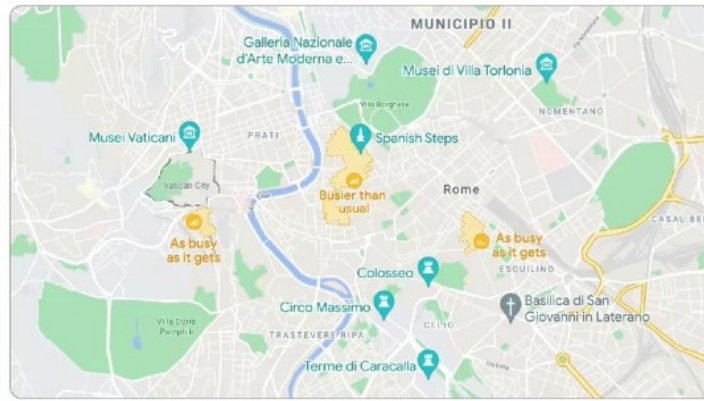 MUNICIPIO II
Galleria Nazionale
d'Arte Moderna e...
Musei di Villa Torlonia
Villa Borghese
NOMENTANO
Musei Vaticani
PRATI
Spanish Steps
Vatican City
Busier than
usual
Rome
As busy
as it gets
As busy
as it gets
CASAL BE
ESQUILINO
Colosseo
Circo Massimo
Basilica di San
Giovanni in Laterano
Villa Doria
Pamphili
TRASTEVERE
RIPA
CELIO
Terme di Caracalla